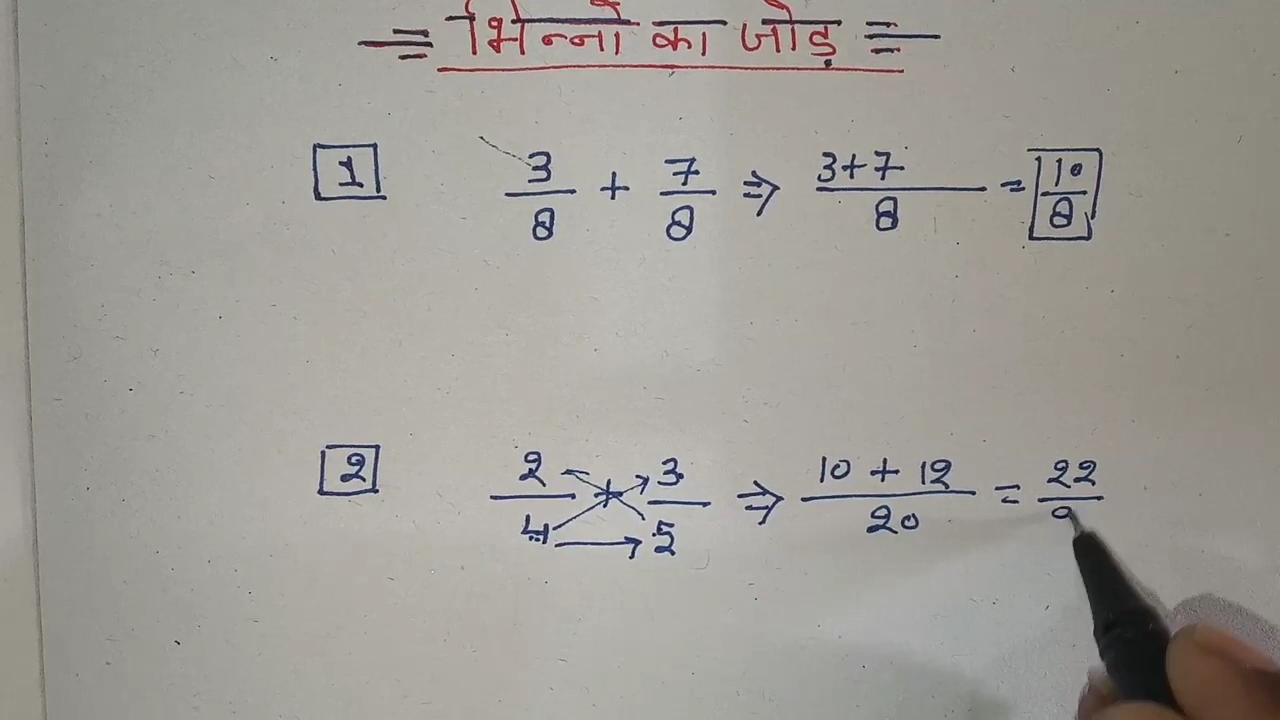 भिन्नों का जोड़
1 3/8 + 7/8 ⇒ 3+7/8 = 10/8
2 2/4 + 3/5 ⇒ 10 + 12/20 = 22/